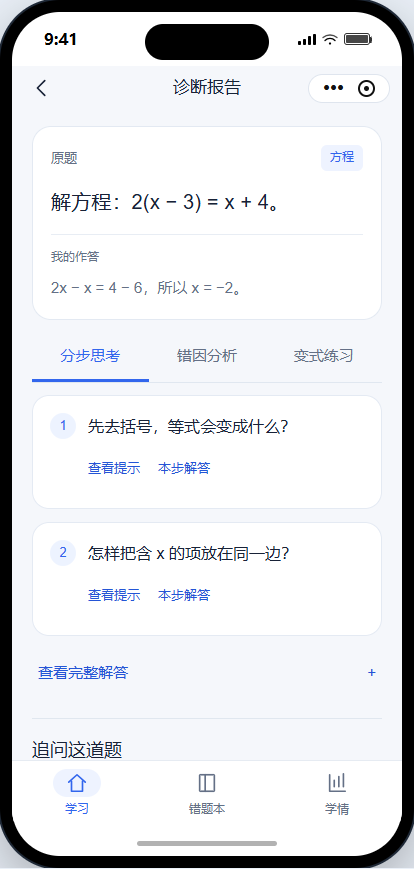 9:41
诊断报告
原题
方程
解方程：2(x − 3) = x + 4。
我的作答
2x − x = 4 − 6，所以 x = −2。
分步思考 错因分析 变式练习
1 先去括号，等式会变成什么？
查看提示 本步解答
2 怎样把含 x 的项放在同一边？
查看提示 本步解答
查看完整解答 +
追问这道题
学习 错题本 学情